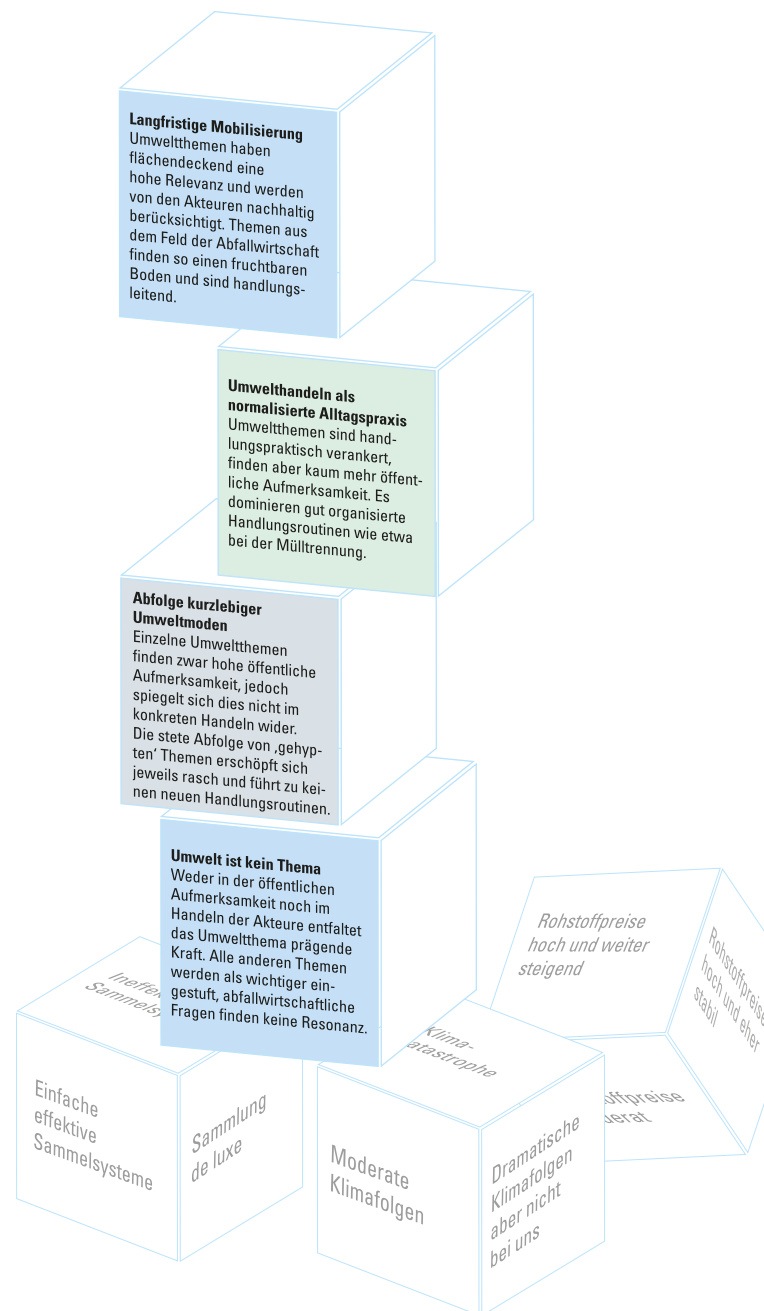 Langfristige Mobilisierung
Umweltthemen haben
flächendeckend eine
hohe Relevanz und werden
von den Akteuren nachhaltig
berücksichtigt. Themen aus
dem Feld der Abfallwirtschaft
finden so einen fruchtbaren
Boden und sind handlungs-
leitend.
Umwelthandeln als
normalisierte Alltagspraxis
Umweltthemen sind hand-
lungspraktisch verankert,
finden aber kaum mehr öffent-
liche Aufmerksamkeit. Es
dominieren gut organisierte
Handlungsroutinen wie etwa
bei der Mülltrennung.
Abfolge kurzlebiger
Umweltmoden
Einzelne Umweltthemen
finden zwar hohe öffentliche
Aufmerksamkeit, jedoch
spiegelt sich dies nicht im
konkreten Handeln wider.
Die stete Abfolge von ‚gehyp-
ten‘ Themen erschöpft sich
jeweils rasch und führt zu kei-
nen neuen Handlungsroutinen.
Umwelt ist kein Thema
Weder in der öffentlichen
Aufmerksamkeit noch im
Handeln der Akteure entfaltet
das Umweltthema prägende
Kraft. Alle anderen Themen
werden als wichtiger ein-
gestuft, abfallwirtschaftliche
Fragen finden keine Resonanz.
Rohstoffpreise
hoch und weiter
steigend
Rohstoffpreise
hoch und eher
stabil
Einfache
effektive
Sammelsysteme
Sammlung
de luxe
Klima-
Moderate
Klimafolgen
Dramatische
Klimafolgen
aber nicht
bei uns